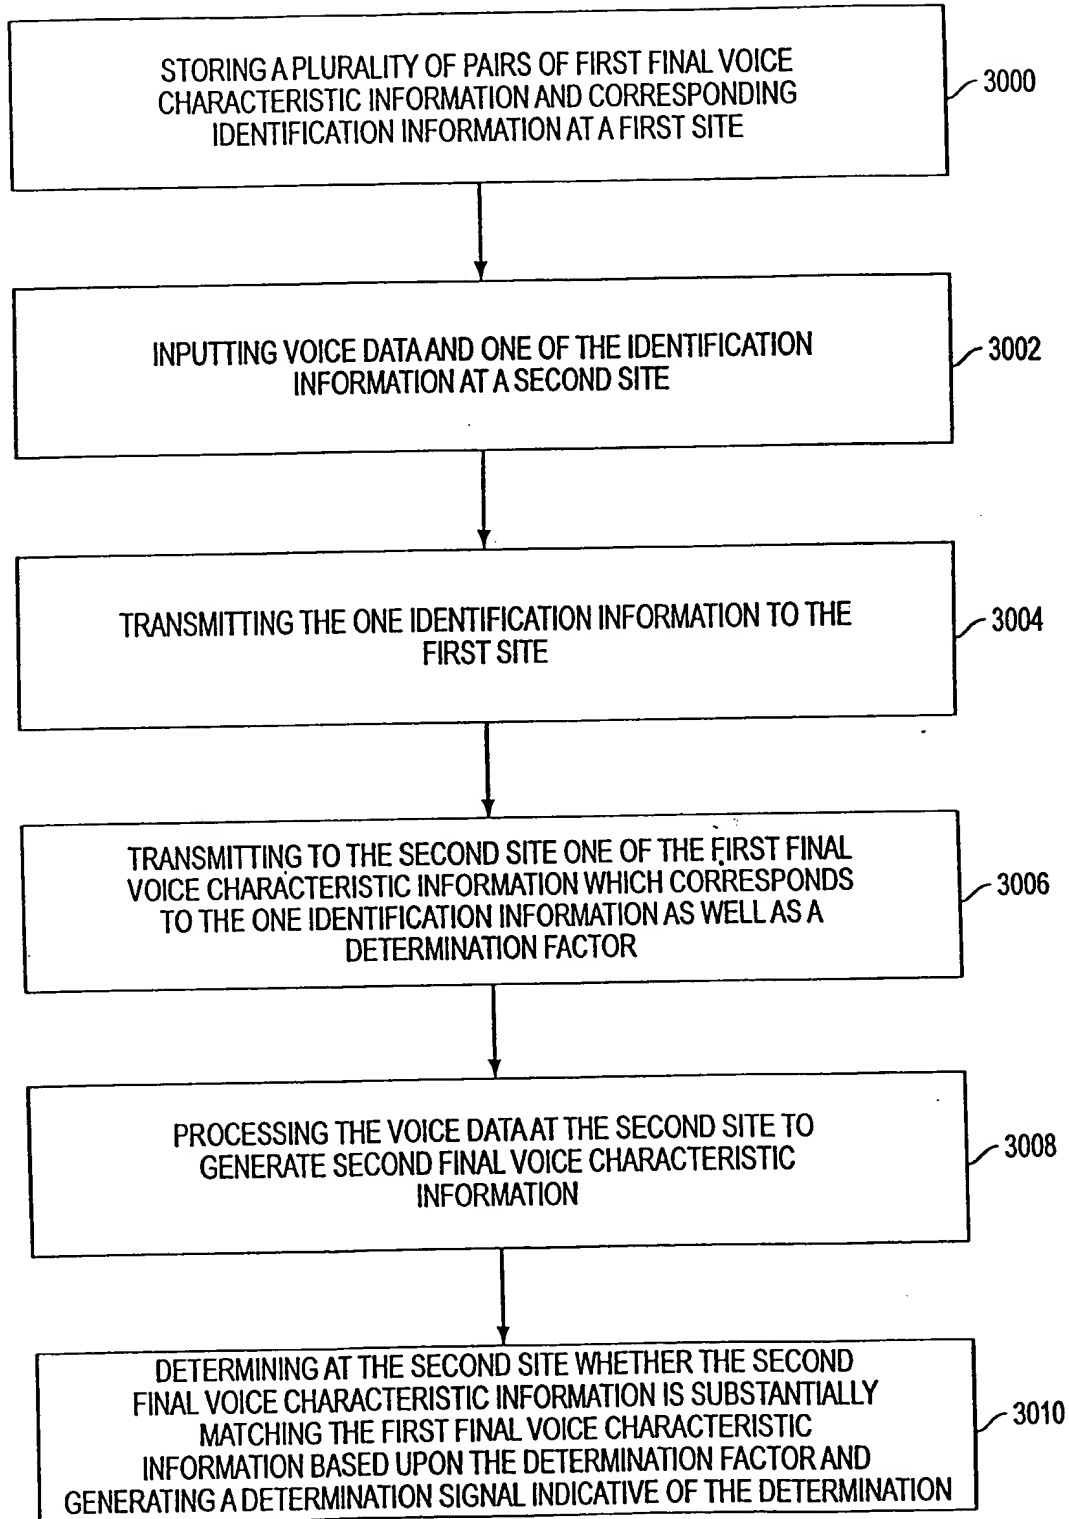 STORING A PLURALITY OF PAIRS OF FIRST FINAL VOICE
CHARACTERISTIC INFORMATION AND CORRESPONDING
IDENTIFICATION INFORMATION AT A FIRST SITE
3000
INPUTTING VOICE DATA AND ONE OF THE IDENTIFICATION
INFORMATION AT A SECOND SITE
3002
TRANSMITTING THE ONE IDENTIFICATION INFORMATION TO THE
FIRST SITE
3004
TRANSMITTING TO THE SECOND SITE ONE OF THE FIRST FINAL
VOICE CHARACTERISTIC INFORMATION WHICH CORRESPONDS
TO THE ONE IDENTIFICATION INFORMATION AS WELL AS A
DETERMINATION FACTOR
3006
PROCESSING THE VOICE DATA AT THE SECOND SITE TO
GENERATE SECOND FINAL VOICE CHARACTERISTIC
INFORMATION
3008
DETERMINING AT THE SECOND SITE WHETHER THE SECOND
FINAL VOICE CHARACTERISTIC INFORMATION IS SUBSTANTIALLY
MATCHING THE FIRST FINAL VOICE CHARACTERISTIC
INFORMATION BASED UPON THE DETERMINATION FACTOR AND
GENERATING A DETERMINATION SIGNAL INDICATIVE OF THE DETERMINATION
3010